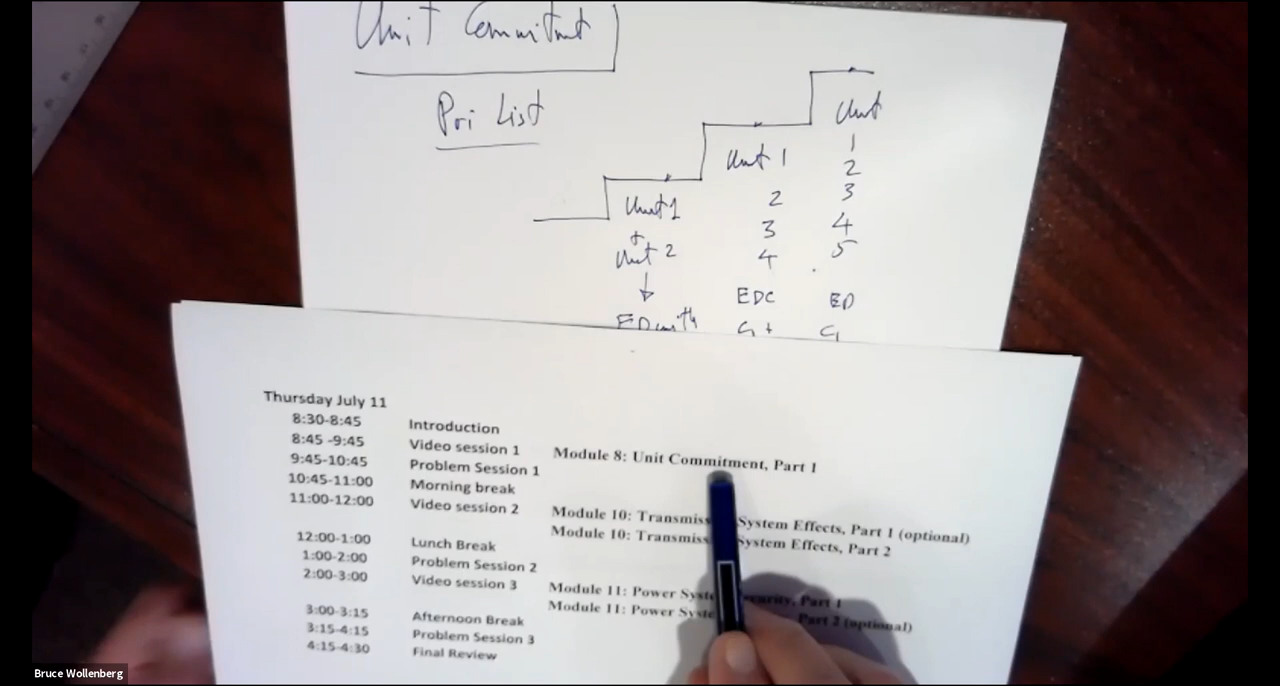 Unit Commitment
Pri List
Unit
1
2
3
4
5
ED
G
Unit 1
2
3
4
EDC
G +
Unit 1
+
Unit 2
ED with
Thursday July 11
8:30-8:45 Introduction
8:45 -9:45 Video session 1 Module 8: Unit Commitment, Part 1
9:45-10:45 Problem Session 1
10:45-11:00 Morning break
11:00-12:00 Video session 2 Module 10: Transmiss System Effects, Part 1 (optional)
Module 10: Transmiss System Effects, Part 2
12:00-1:00 Lunch Break
1:00-2:00 Problem Session 2
2:00-3:00 Video session 3 Module 11: Power Syste Security, Part 1
Module 11: Power Syste Part 2 (optional)
3:00-3:15 Afternoon Break
3:15-4:15 Problem Session 3
4:15-4:30 Final Review
Bruce Wollenberg